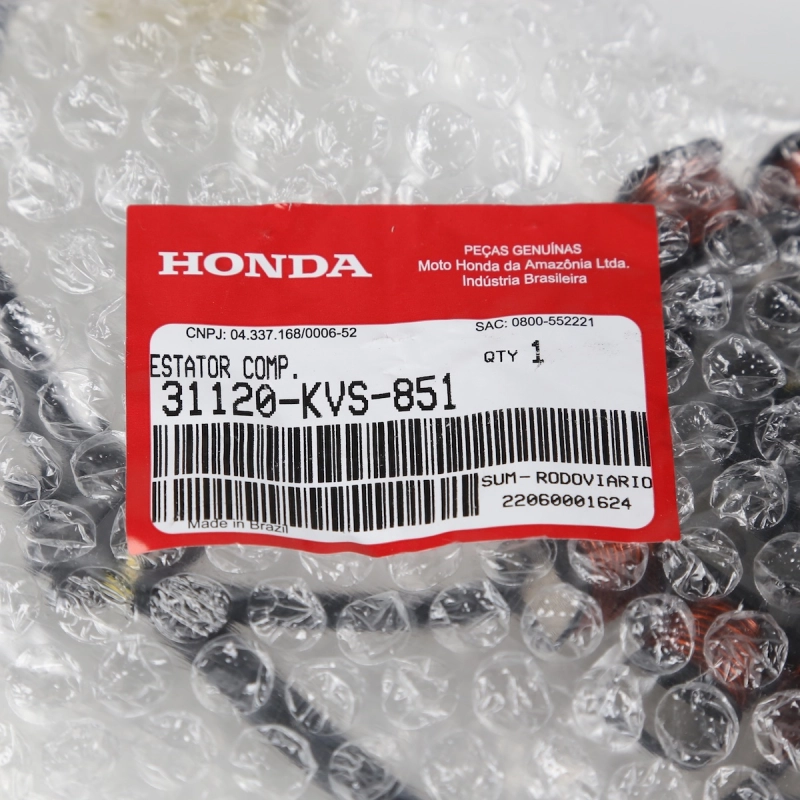 HONDA
PEÇAS GENUÍNAS
Moto Honda da Amazônia Ltda.
Indústria Brasileira
CNPJ: 04.337.168/0006-52
SAC: 0800-552221
ESTATOR COMP.
QTY 1
31120-KVS-851
SUM-RODOVIARIO
22060001624
Made in Brazil